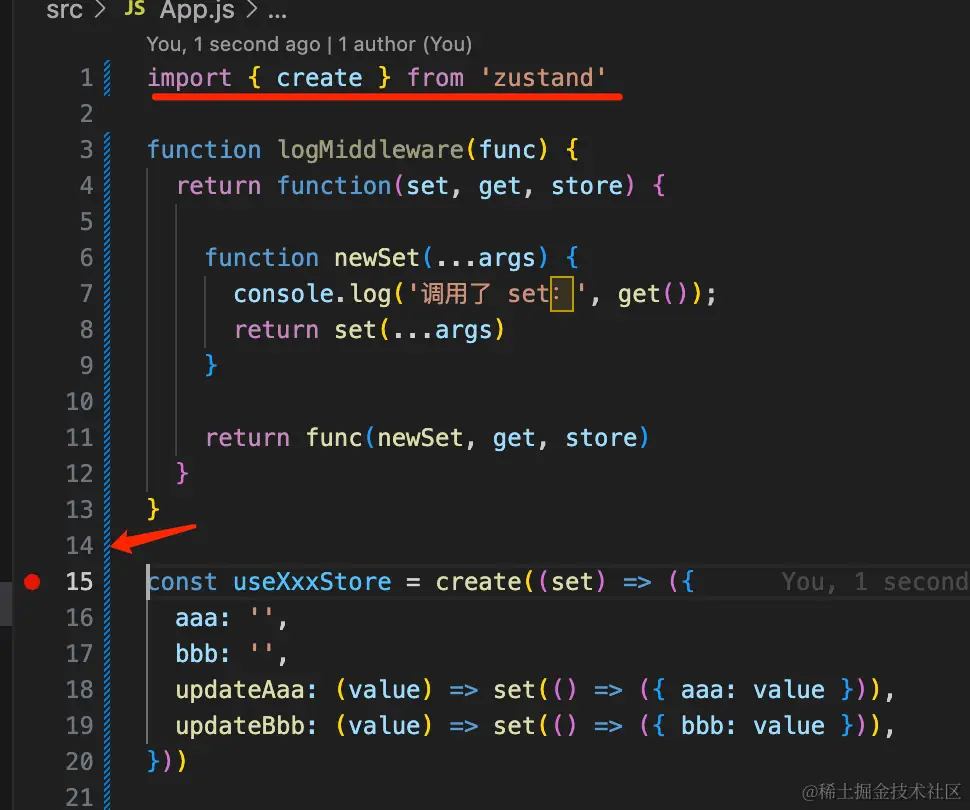 src > JS App.js > ...
You, 1 second ago | 1 author (You)
1 import { create } from 'zustand'
2
3 function logMiddleware(func) {
4   return function(set, get, store) {
5
6     function newSet(...args) {
7       console.log('调用了 set：', get());
8       return set(...args)
9     }
10
11     return func(newSet, get, store)
12   }
13 }
14
15 const useXxxStore = create((set) => ({ You, 1 second
16   aaa: '',
17   bbb: '',
18   updateAaa: (value) => set(() => ({ aaa: value })),
19   updateBbb: (value) => set(() => ({ bbb: value })),
20 }))
21
@稀土掘金技术社区